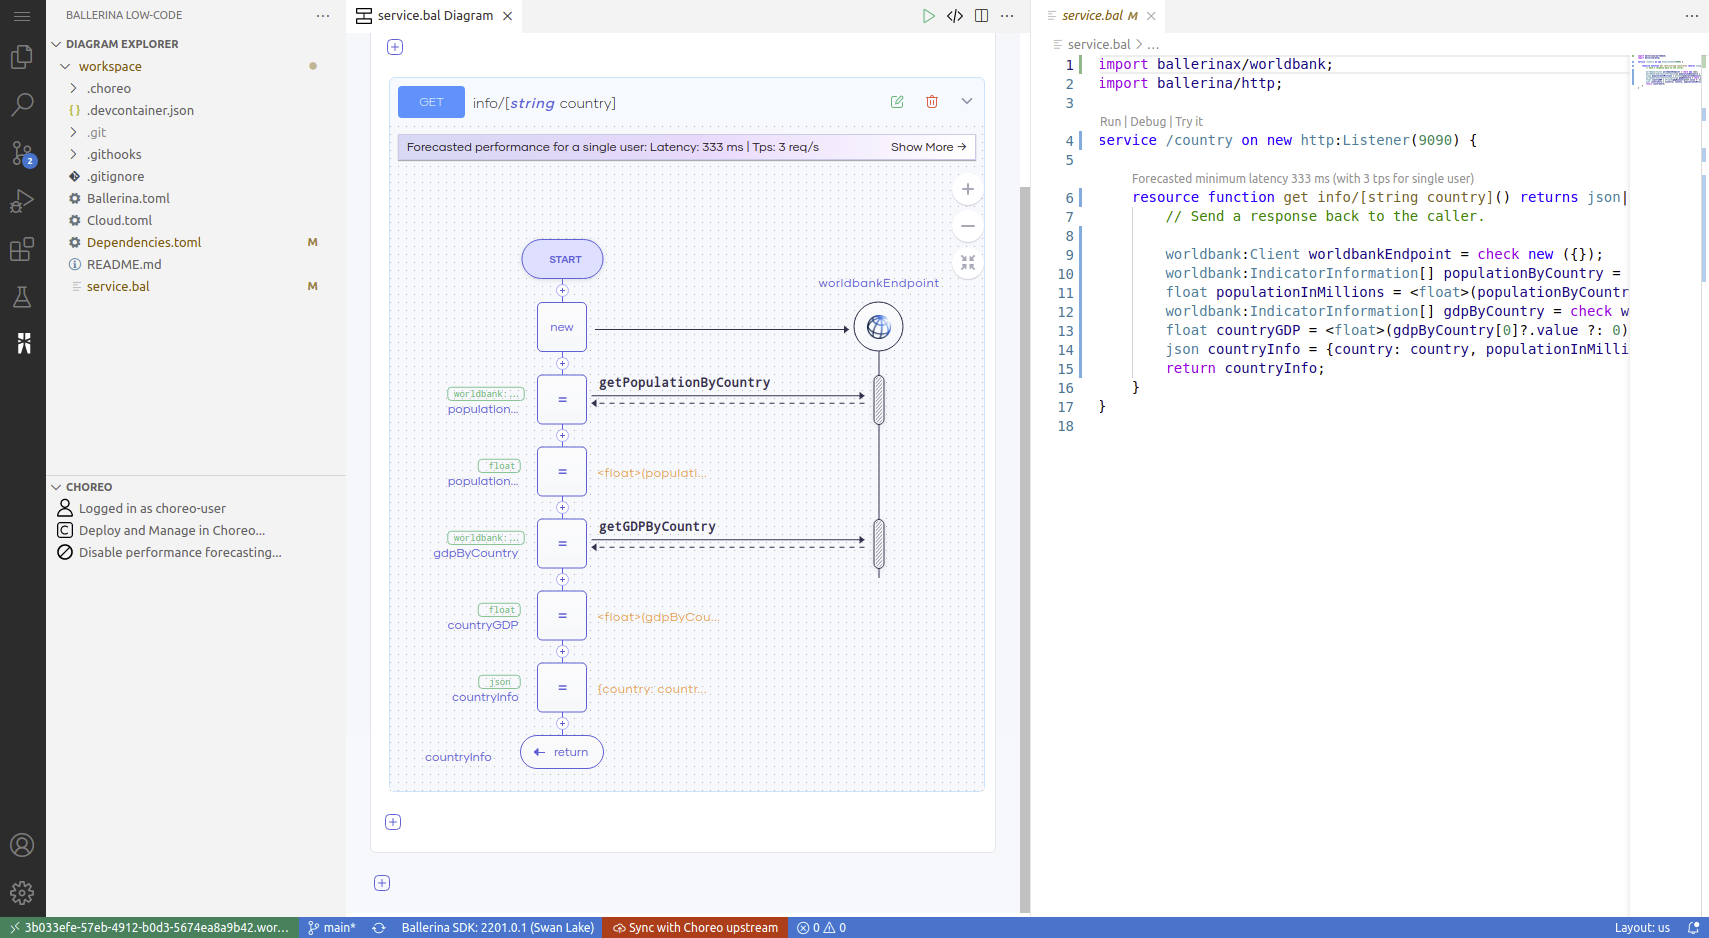 BALLERINA LOW-CODE
DIAGRAM EXPLORER
workspace
.choreo
.devcontainer.json
.git
.githooks
.gitignore
Ballerina.toml
Cloud.toml
Dependencies.toml M
README.md
service.bal M
CHOREO
Logged in as choreo-user
Deploy and Manage in Choreo...
Disable performance forecasting...
2
service.bal Diagram
GET info/[string country]
Forecasted performance for a single user: Latency: 333 ms | Tps: 3 req/s Show More →
START
worldbankEndpoint
new
getPopulationByCountry
worldbank:...
population...
=
float
population...
=
<float>(populati...
getGDPByCountry
worldbank:...
gdpByCountry
=
float
countryGDP
=
<float>(gdpByCou...
json
countryInfo
=
{country: countr...
countryInfo
return
service.bal M
service.bal > ...
1 import ballerinax/worldbank;
2 import ballerina/http;
3
Run | Debug | Try it
4 service /country on new http:Listener(9090) {
5
Forecasted minimum latency 333 ms (with 3 tps for single user)
6 resource function get info/[string country]() returns json|
7 // Send a response back to the caller.
8
9 worldbank:Client worldbankEndpoint = check new ({});
10 worldbank:IndicatorInformation[] populationByCountry =
11 float populationInMillions = <float>(populationByCountr
12 worldbank:IndicatorInformation[] gdpByCountry = check w
13 float countryGDP = <float>(gdpByCountry[0]?.value ?: 0)
14 json countryInfo = {country: country, populationInMilli
15 return countryInfo;
16 }
17 }
18
3b033efe-57eb-4912-b0d3-5674ea8a9b42.wor... main* Ballerina SDK: 2201.0.1 (Swan Lake) Sync with Choreo upstream 0 0 Layout: us